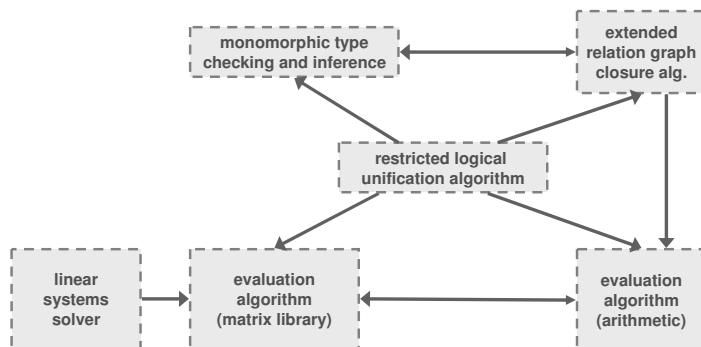 monomorphic type
checking and inference
extended
relation graph
closure alg.
restricted logical
unification algorithm
linear
systems
solver
evaluation
algorithm
(matrix library)
evaluation
algorithm
(arithmetic)